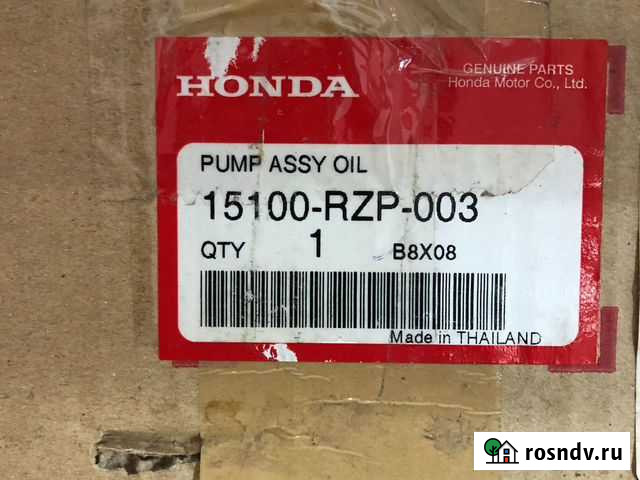 HONDA
GENUINE PARTS
Honda Motor Co., Ltd.
PUMP ASSY OIL
15100-RZP-003
QTY 1 B8X08
Made in THAILAND
rosndv.ru